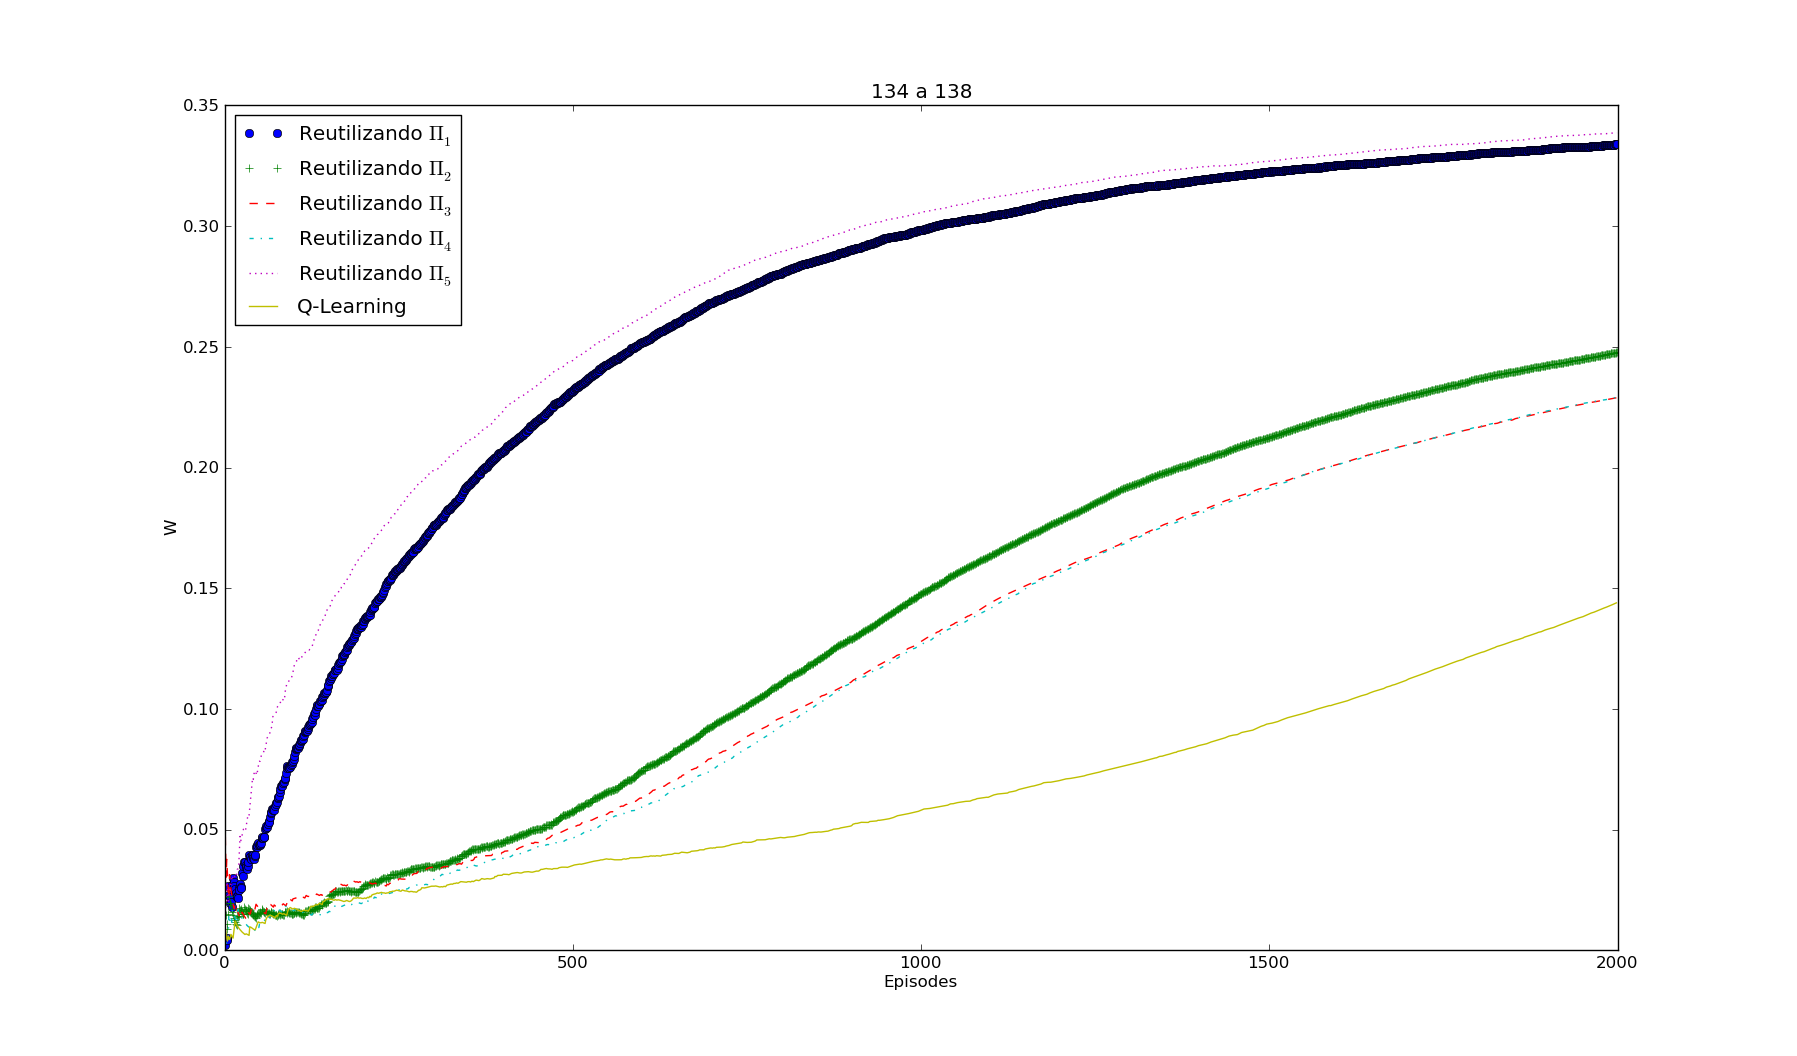 134 a 138
0.35
0.30
0.25
0.20
0.15
0.10
0.05
0.00
W
Reutilizando Π₁
Reutilizando Π₂
Reutilizando Π₃
Reutilizando Π₄
Reutilizando Π₅
Q-Learning
0 500 1000 1500 2000
Episodes